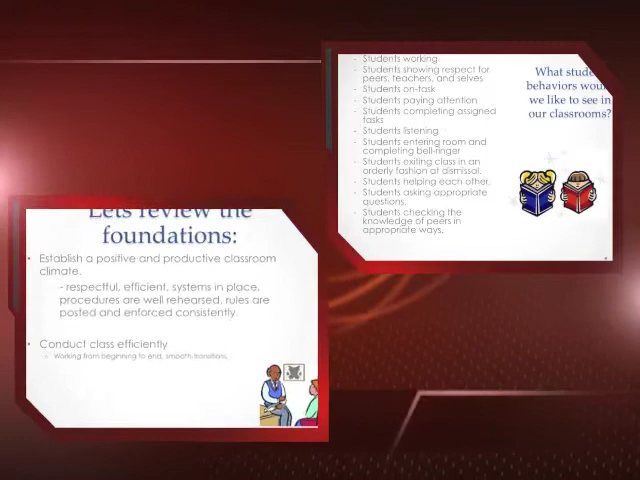 Lets review the
foundations:
• Establish a positive and productive classroom
climate.
- respectful, efficient, systems in place,
procedures are well rehearsed, rules are
posted and enforced consistently
• Conduct class efficiently
○ Working from beginning to end, smooth transitions,
- Students working
- Students showing respect for
peers, teachers, and selves
- Students on-task
- Students paying attention
- Students completing assigned
tasks
- Students listening
- Students entering room and
completing bell-ringer
- Students exiting class in an
orderly fashion at dismissal.
- Students helping each other.
- Students asking appropriate
questions.
- Students checking the
knowledge of peers in
appropriate ways.
What
behaviors
we like to see in
our classrooms?